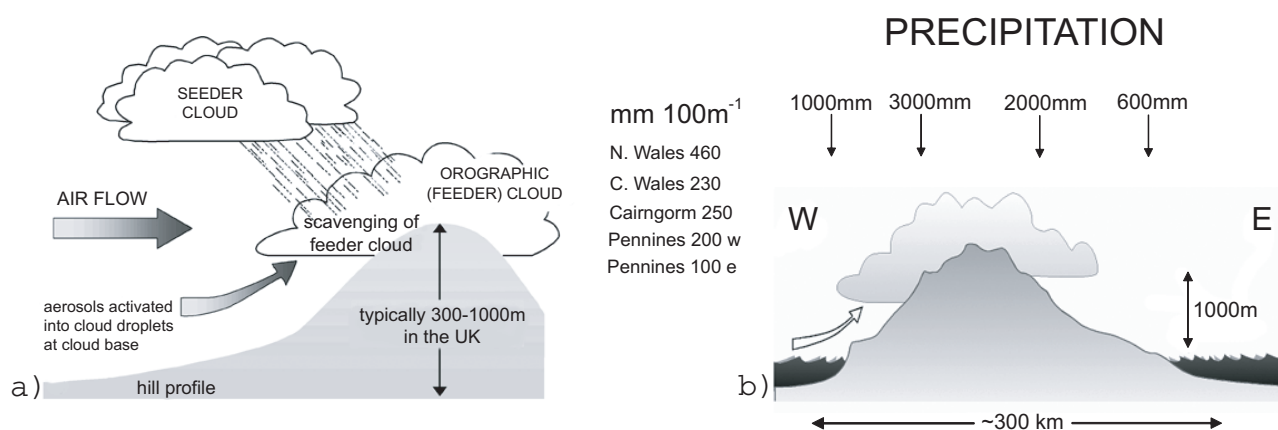 SEEDER
CLOUD
OROGRAPHIC
(FEEDER) CLOUD
AIR FLOW
scavenging of
feeder cloud
aerosols activated
into cloud droplets
at cloud base
typically 300-1000m
in the UK
hill profile
a)
PRECIPITATION
mm 100m-1
N. Wales 460
C. Wales 230
Cairngorm 250
Pennines 200 w
Pennines 100 e
1000mm
3000mm
2000mm
600mm
W
E
1000m
b)
~300 km